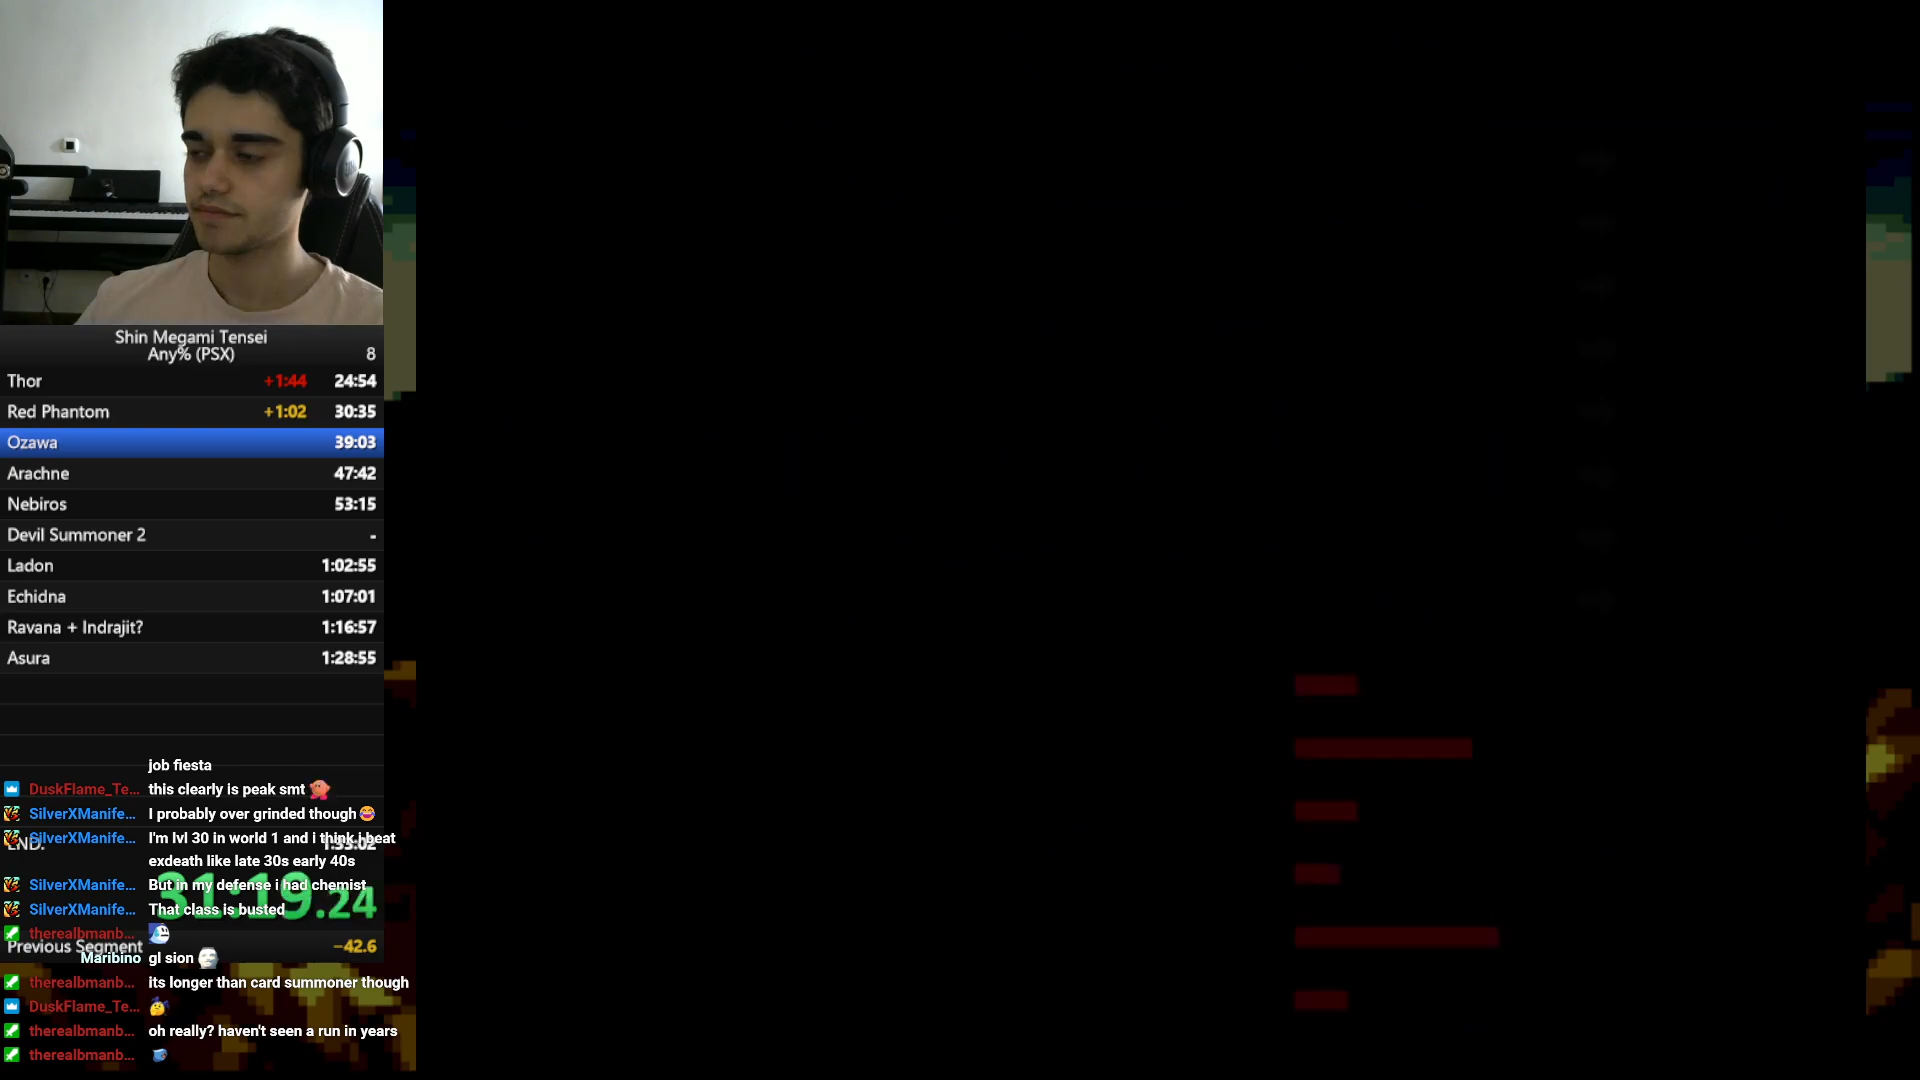 Shin Megami Tensei
Any% (PSX) 8
Thor +1:44 24:54
Red Phantom +1:02 30:35
Ozawa 39:03
Arachne 47:42
Nebiros 53:15
Devil Summoner 2 -
Ladon 1:02:55
Echidna 1:07:01
Ravana + Indrajit? 1:16:57
Asura 1:28:55
job fiesta
DuskFlame_Te... this clearly is peak smt
SilverXManife... I probably over grinded though
SilverXManife... I'm lvl 30 in world 1 and i think i beat
END.
exdeath like late 30s early 40s
SilverXManife... But in my defense i had chemist
31:19.24
SilverXManife... That class is busted
therealbmanb...
Previous Segment -42.6
Maribino gl sion
therealbmanb... its longer than card summoner though
DuskFlame_Te...
therealbmanb... oh really? haven't seen a run in years
therealbmanb...